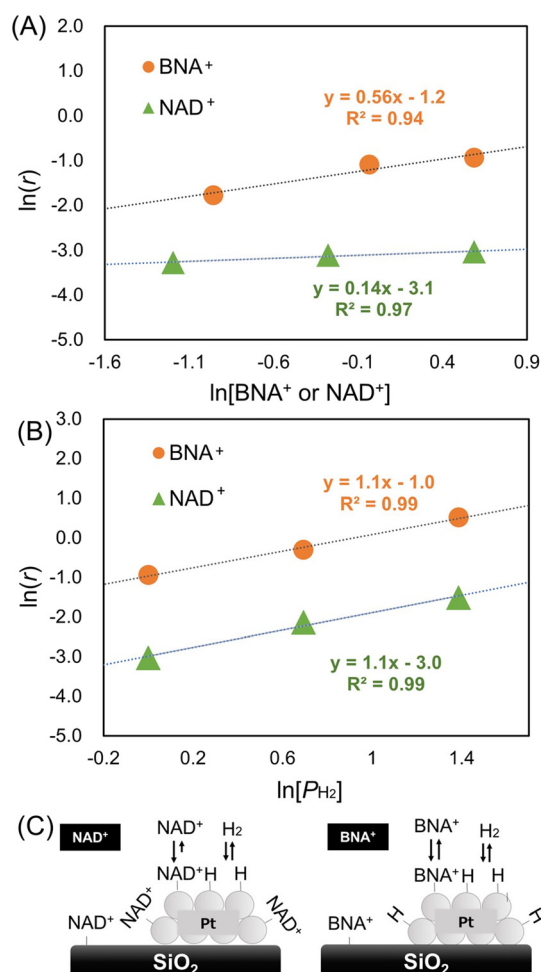 (A)
2.0
1.0
0.0
-1.0
-2.0
-3.0
-4.0
-5.0
ln(r)
BNA⁺
NAD⁺
y = 0.56x - 1.2
R² = 0.94
y = 0.14x - 3.1
R² = 0.97
-1.6 -1.1 -0.6 -0.1 0.4 0.9
ln[BNA⁺ or NAD⁺]
(B)
3.0
2.0
1.0
0.0
-1.0
-2.0
-3.0
-4.0
-5.0
ln(r)
BNA⁺
NAD⁺
y = 1.1x - 1.0
R² = 0.99
y = 1.1x - 3.0
R² = 0.99
-0.2 0.2 0.6 1 1.4
ln[P_H2]
(C)
NAD⁺
NAD⁺ H₂
NAD⁺ H H
NAD⁺ NAD⁺ Pt NAD⁺
SiO₂
BNA⁺
BNA⁺ H₂
BNA⁺ H H
BNA⁺ H Pt H
SiO₂